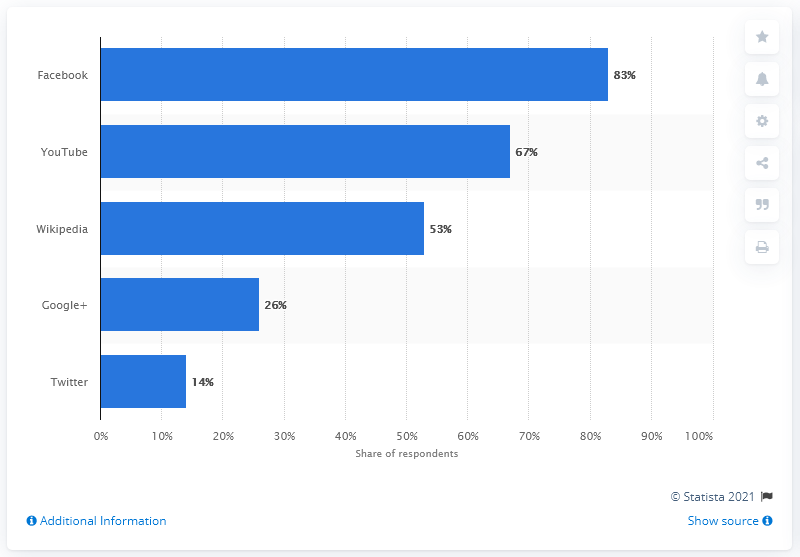 Facebook 83%
YouTube 67%
Wikipedia 53%
Google+ 26%
Twitter 14%
0% 10% 20% 30% 40% 50% 60% 70% 80% 90% 100%
Share of respondents
© Statista 2021
Additional Information Show source